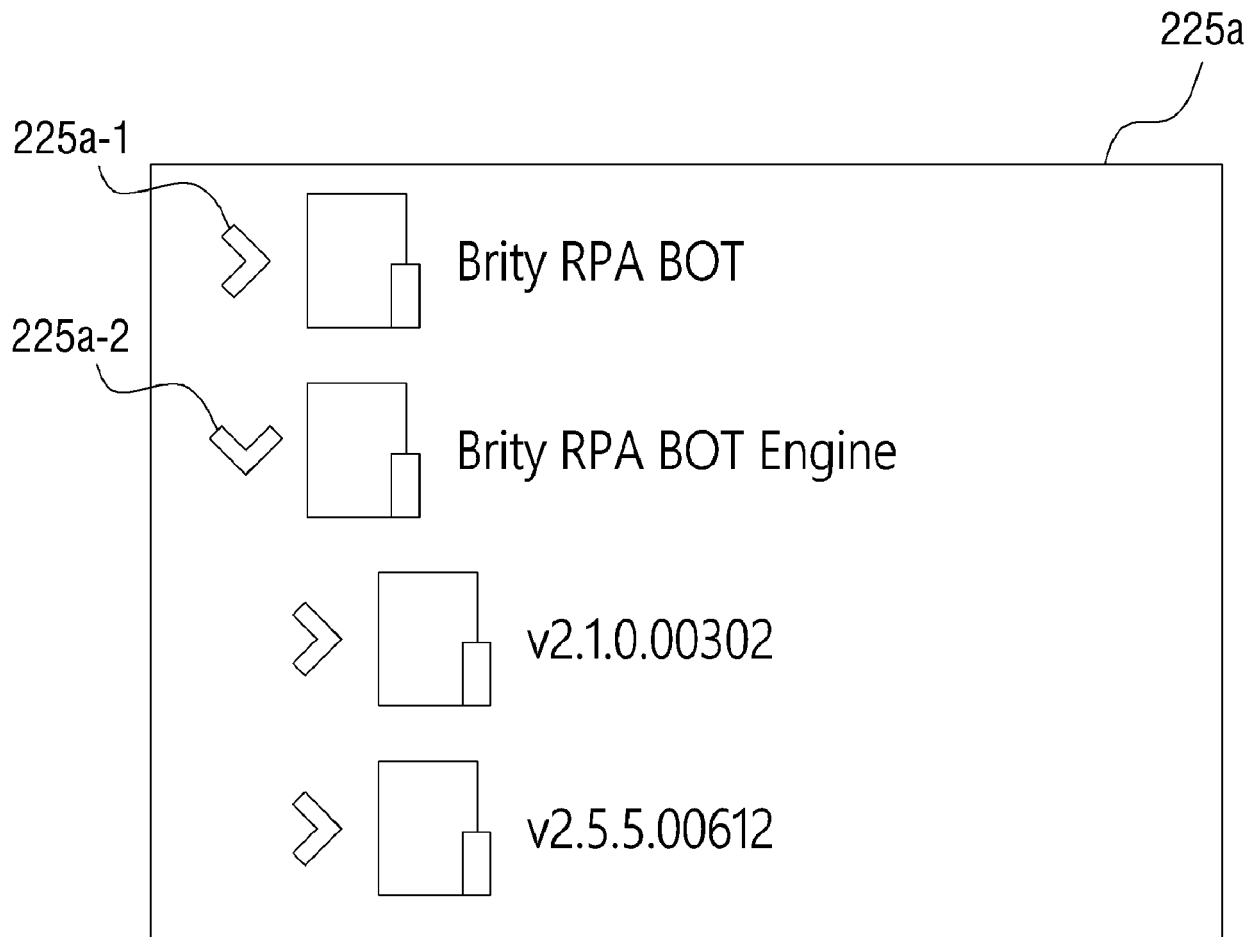 225a
225a-1
Brity RPA BOT
225a-2
Brity RPA BOT Engine
v2.1.0.00302
v2.5.5.00612